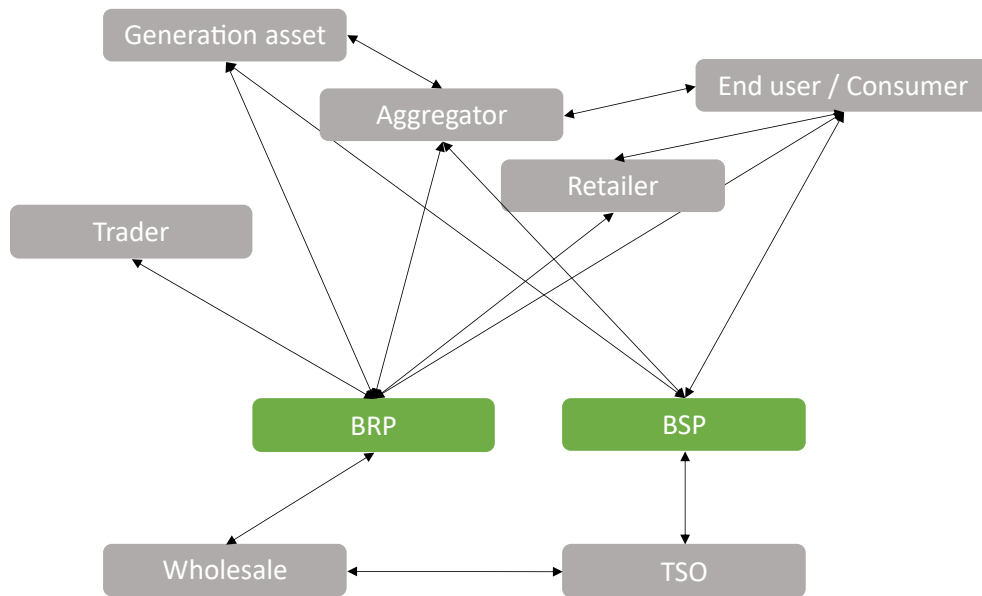 Generation asset
End user / Consumer
Aggregator
Retailer
Trader
BRP
BSP
Wholesale
TSO